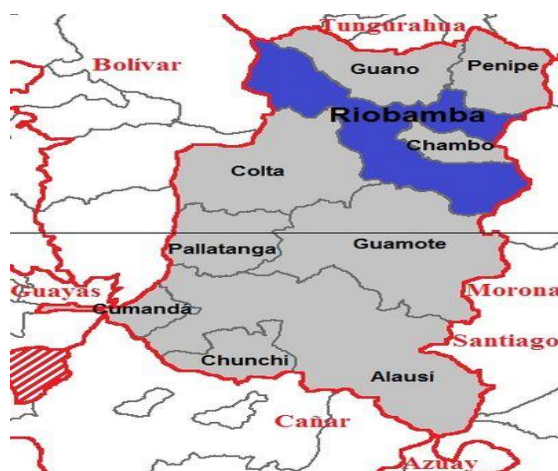 Tungurahua
Bolívar
Guano
Penipe
Riobamba
Chambo
Colta
Pallatanga
Guamote
Guayas
Cumandá
Morona
Santiago
Chunchi
Alausí
Cañar
Azuay